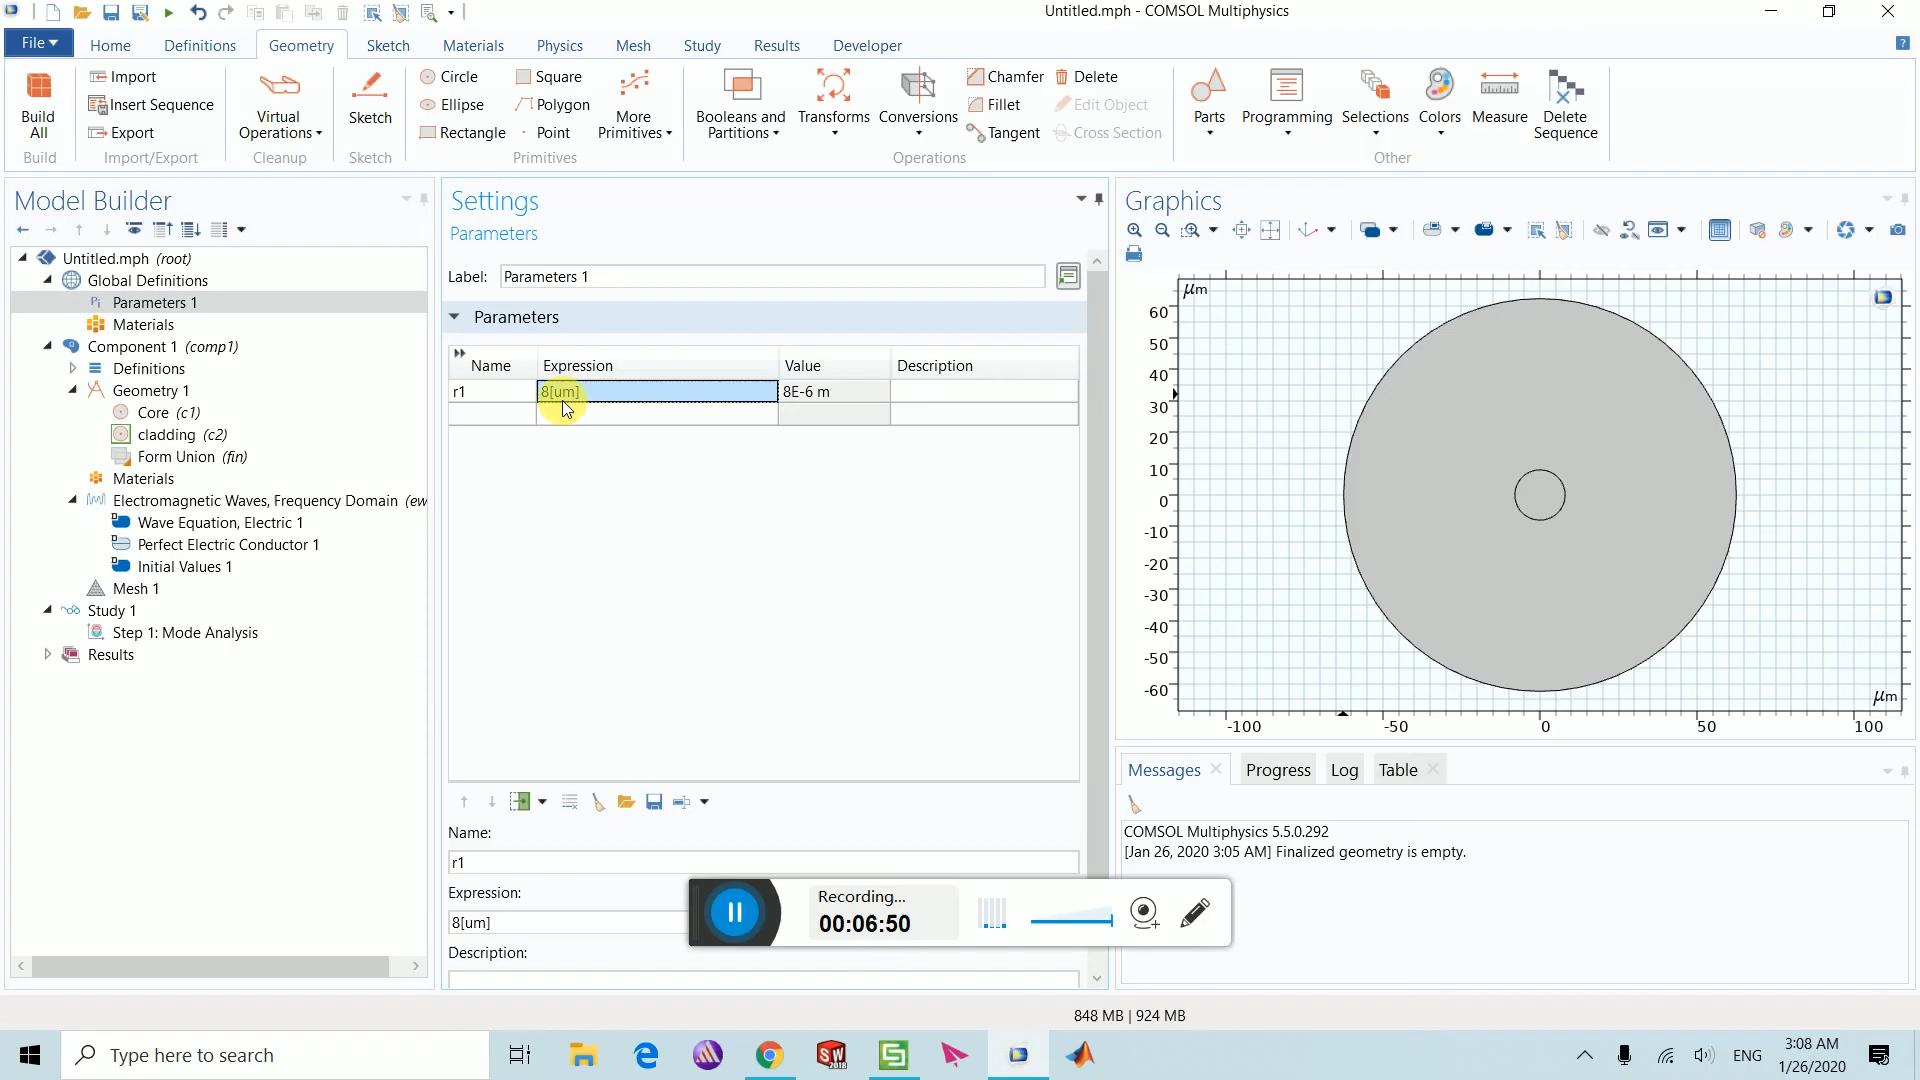 Untitled.mph - COMSOL Multiphysics
File Home Definitions Geometry Sketch Materials Physics Mesh Study Results Developer
Build All
Import
Insert Sequence
Export
Virtual Operations
Sketch
Circle
Ellipse
Rectangle
Square
Polygon
Point
More Primitives
Booleans and Partitions
Transforms
Conversions
Chamfer
Fillet
Tangent
Delete
Edit Object
Cross Section
Parts
Programming
Selections
Colors
Measure
Delete Sequence
Build Import/Export Cleanup Sketch Primitives Operations Other
Model Builder
Untitled.mph (root)
Global Definitions
Pi Parameters 1
Materials
Component 1 (comp1)
Definitions
Geometry 1
Core (c1)
cladding (c2)
Form Union (fin)
Materials
Electromagnetic Waves, Frequency Domain (ew
Wave Equation, Electric 1
Perfect Electric Conductor 1
Initial Values 1
Mesh 1
Study 1
Step 1: Mode Analysis
Results
Settings
Parameters
Label: Parameters 1
Parameters
Name Expression Value Description
r1 8[um] 8E-6 m
Name:
r1
Expression:
8[um]
Description:
Recording...
00:06:50
Graphics
μm
60
50
40
30
20
10
0
-10
-20
-30
-40
-50
-60
μm
-100 -50 0 50 100
Messages Progress Log Table
COMSOL Multiphysics 5.5.0.292
[Jan 26, 2020 3:05 AM] Finalized geometry is empty.
848 MB | 924 MB
Type here to search
SW 2018
ENG
3:08 AM
1/26/2020